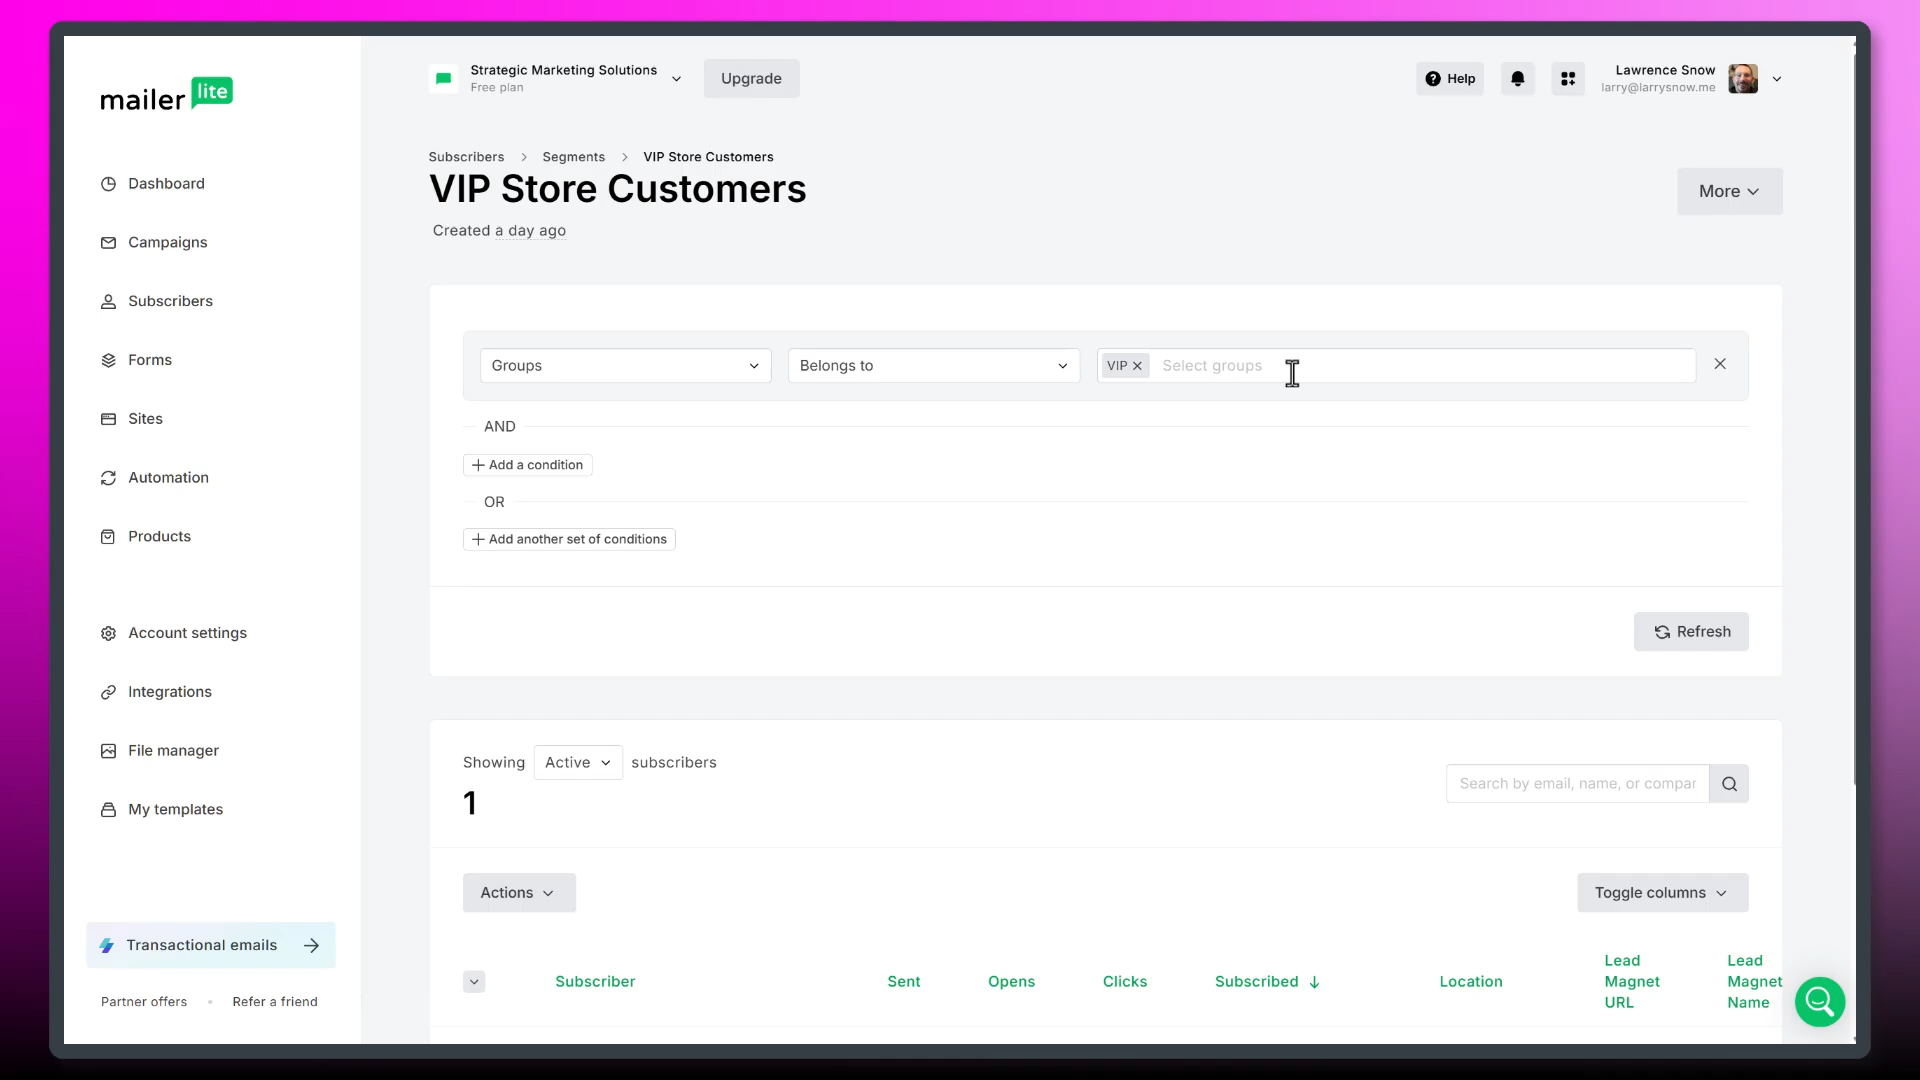 mailer lite
Dashboard
Campaigns
Subscribers
Forms
Sites
Automation
Products
Account settings
Integrations
File manager
My templates
Transactional emails
Partner offers • Refer a friend
Strategic Marketing Solutions
Free plan
Upgrade
Help
Lawrence Snow
larry@larrysnow.me
Subscribers > Segments > VIP Store Customers
VIP Store Customers
More
Created a day ago
Groups Belongs to VIP Select groups
AND
+ Add a condition
OR
+ Add another set of conditions
Refresh
Showing Active subscribers
1
Search by email, name, or compar
Actions
Toggle columns
Subscriber Sent Opens Clicks Subscribed ↓ Location
Lead
Magnet
URL
Lead
Magnet
Name